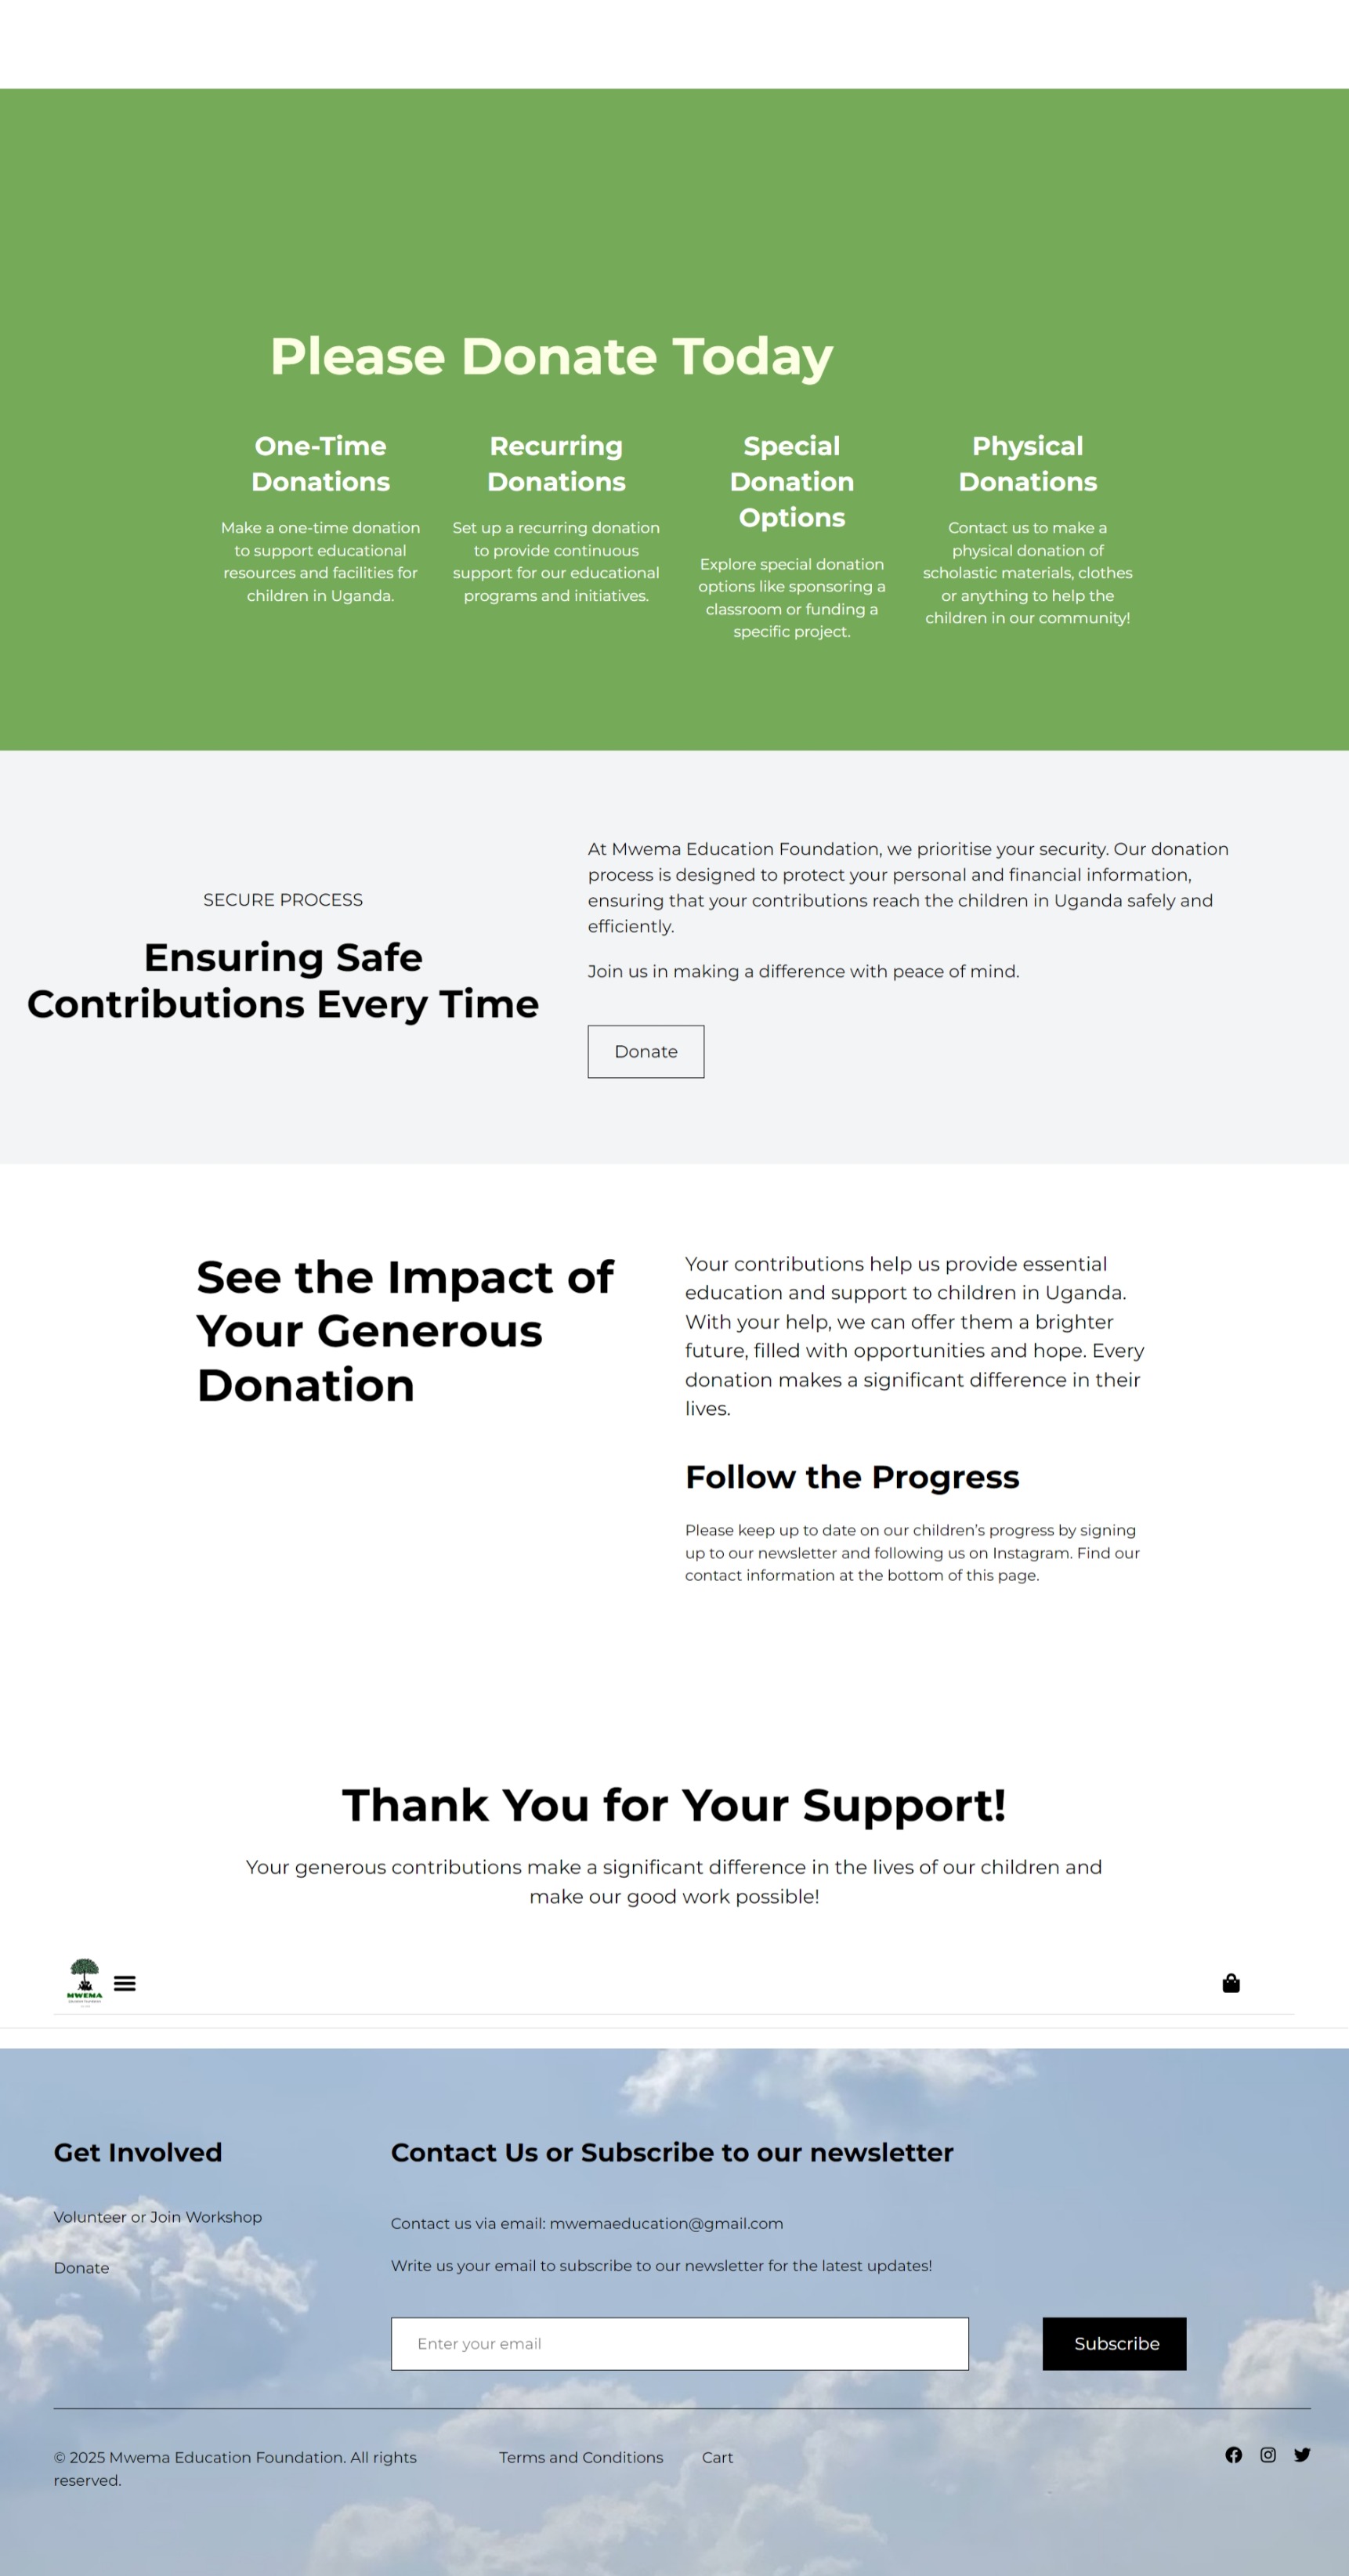 Please Donate Today
One-Time
Donations
Make a one-time donation
to support educational
resources and facilities for
children in Uganda.
Recurring
Donations
Set up a recurring donation
to provide continuous
support for our educational
programs and initiatives.
Special
Donation
Options
Explore special donation
options like sponsoring a
classroom or funding a
specific project.
Physical
Donations
Contact us to make a
physical donation of
scholastic materials, clothes
or anything to help the
children in our community!
SECURE PROCESS
Ensuring Safe
Contributions Every Time
At Mwema Education Foundation, we prioritise your security. Our donation
process is designed to protect your personal and financial information,
ensuring that your contributions reach the children in Uganda safely and
efficiently.
Join us in making a difference with peace of mind.
Donate
See the Impact of
Your Generous
Donation
Your contributions help us provide essential
education and support to children in Uganda.
With your help, we can offer them a brighter
future, filled with opportunities and hope. Every
donation makes a significant difference in their
lives.
Follow the Progress
Please keep up to date on our children’s progress by signing
up to our newsletter and following us on Instagram. Find our
contact information at the bottom of this page.
Thank You for Your Support!
Your generous contributions make a significant difference in the lives of our children and
make our good work possible!
MWEMA
Get Involved
Volunteer or Join Workshop
Donate
Contact Us or Subscribe to our newsletter
Contact us via email: mwemaeducation@gmail.com
Write us your email to subscribe to our newsletter for the latest updates!
Enter your email
Subscribe
© 2025 Mwema Education Foundation. All rights
reserved.
Terms and Conditions
Cart